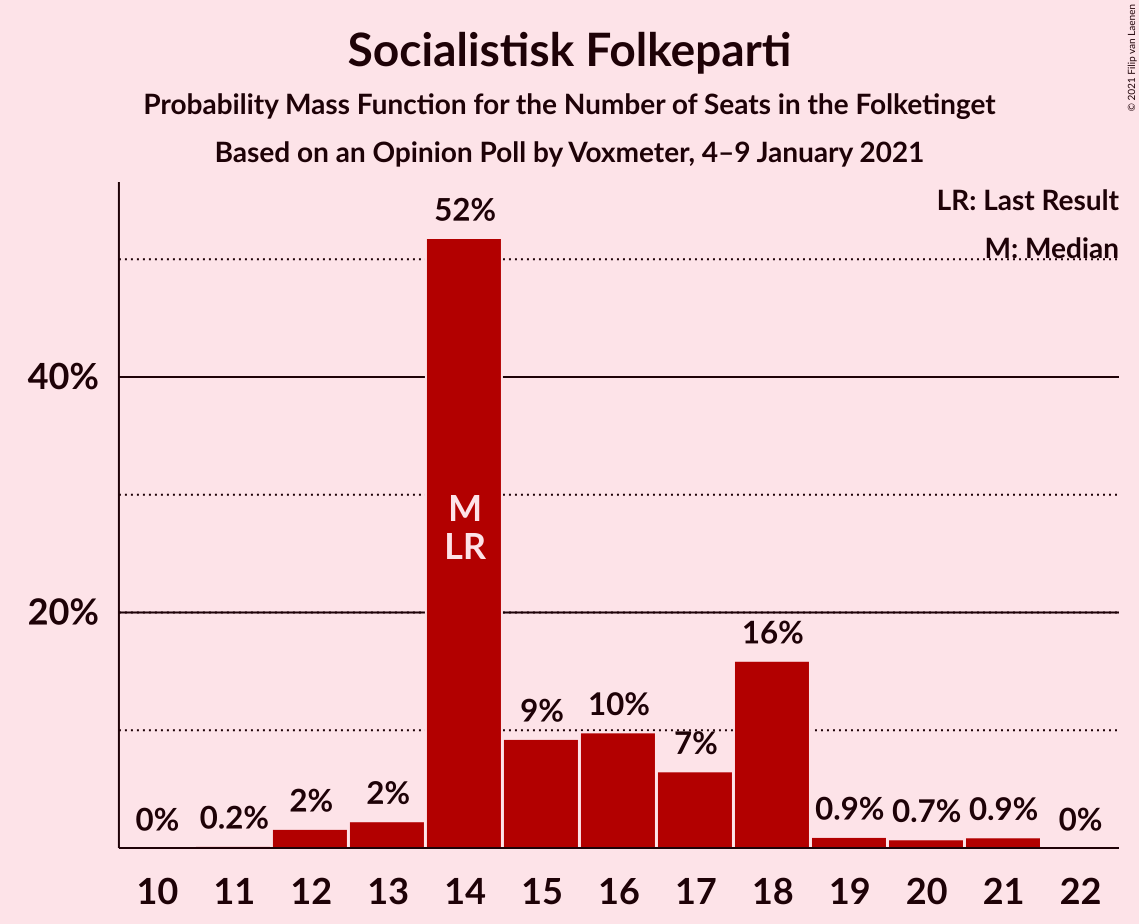 © 2021 Filip van Laenen
Socialistisk Folkeparti
Probability Mass Function for the Number of Seats in the Folketinget
Based on an Opinion Poll by Voxmeter, 4–9 January 2021
LR: Last Result
M: Median
52%
40%
M
LR
20%
16%
9%
10%
7%
0%
0.2%
2%
2%
0.9%
0.7%
0.9%
0%
10 11 12 13 14 15 16 17 18 19 20 21 22